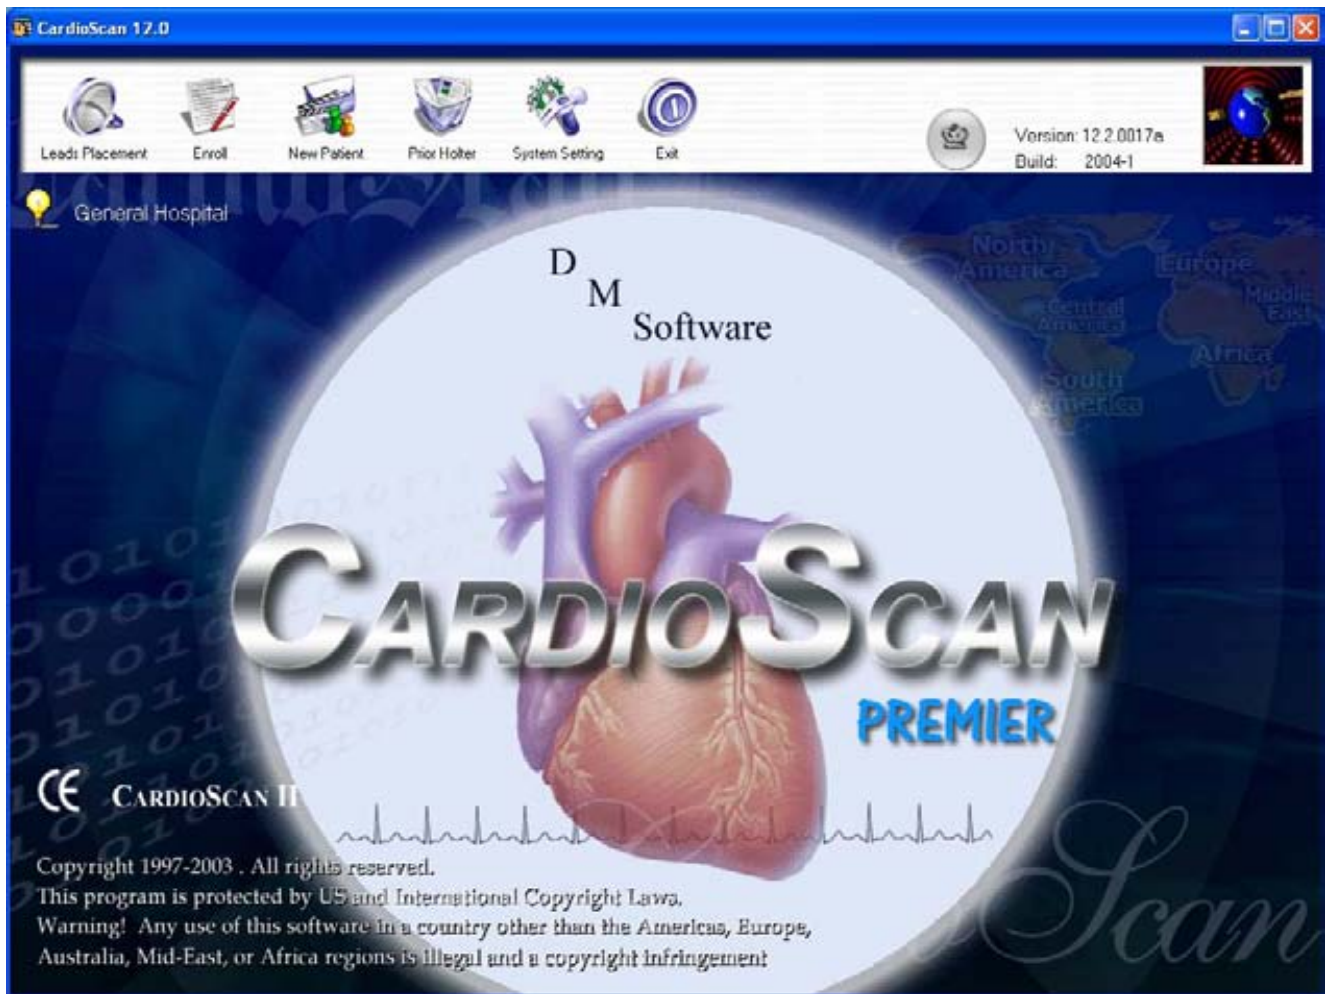 CardioScan 12.0
Leads Placement
Enroll
New Patient
Prior Holter
System Setting
Exit
Version: 12.2.0017a
Build: 2004-1
General Hospital
D
M
Software
North
America
Central
America
South
America
Europe
Middle
East
Africa
CARDIOSCAN
PREMIER
CE CARDIOSCAN II
Copyright 1997-2003 . All rights reserved.
This program is protected by US and International Copyright Laws.
Warning! Any use of this software in a country other than the Americas, Europe,
Australia, Mid-East, or Africa regions is illegal and a copyright infringement
Scan